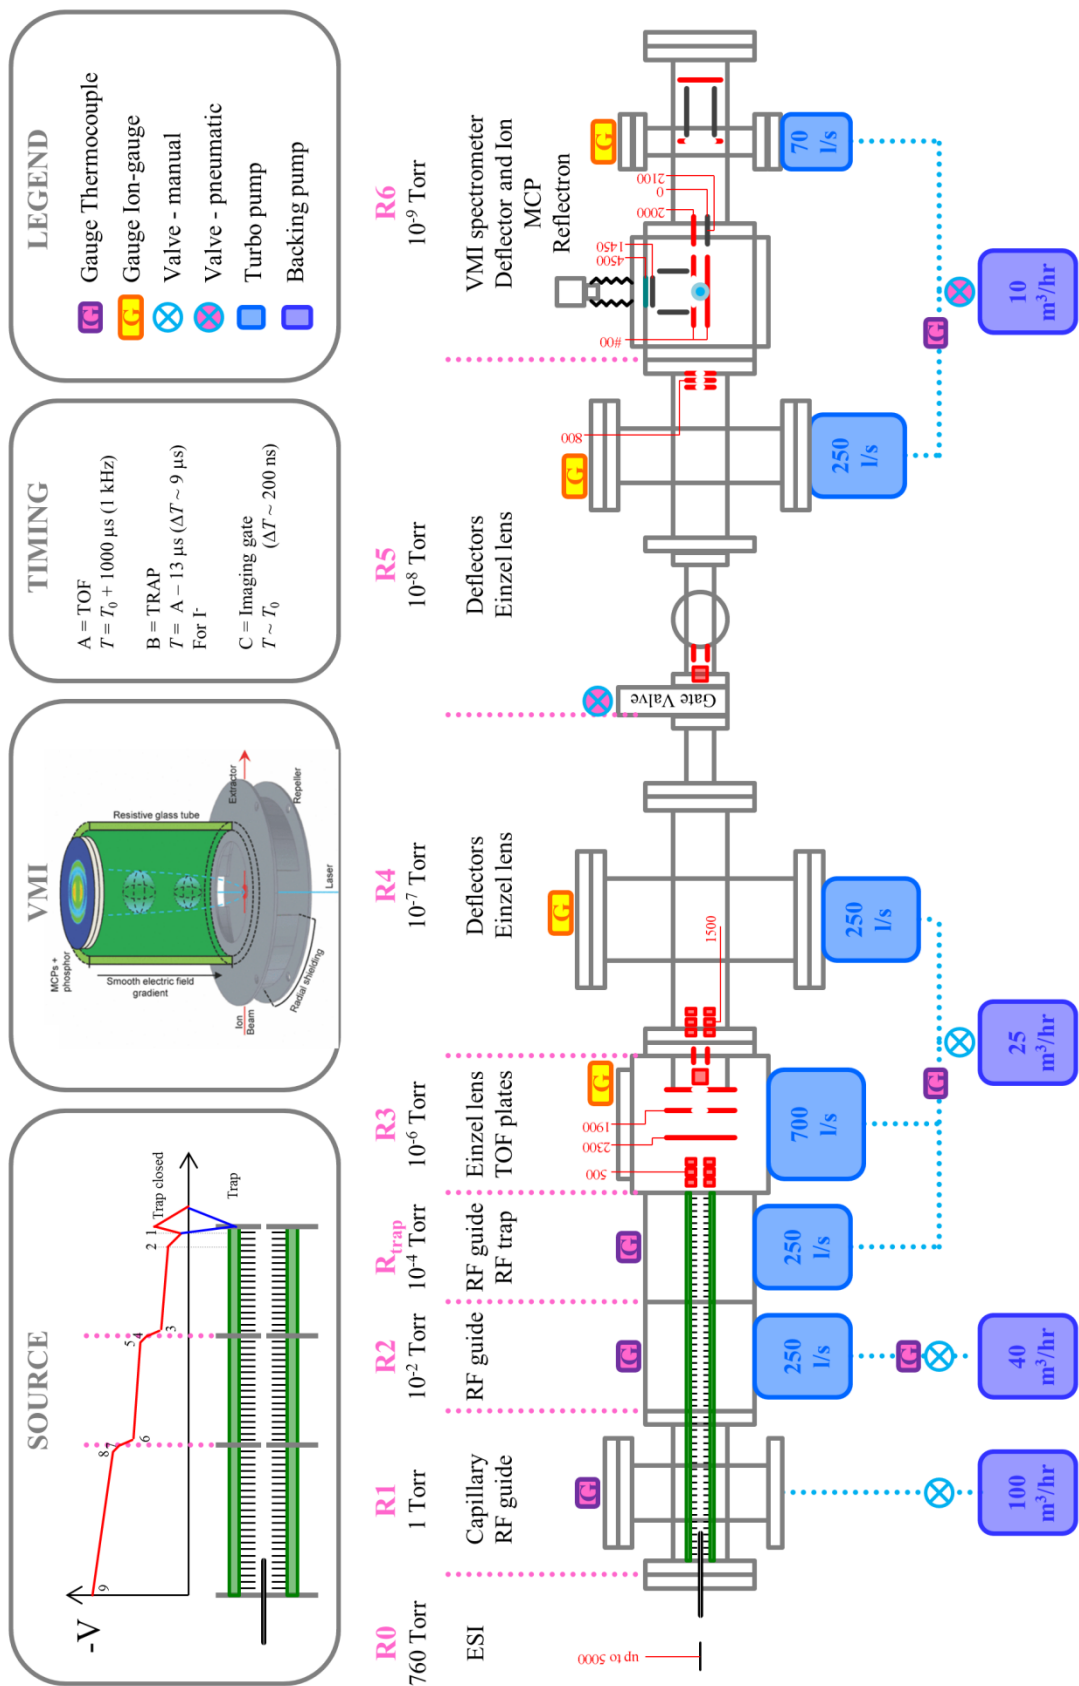 SOURCE
-V
9
8
7
6
5
4
3
2
1
Trap closed
Trap
VMI
MCPs +
phosphor
Resistive glass tube
Smooth electric field
gradient
Ion
Beam
Extractor
Repeller
Radial shielding
Laser
TIMING
A = TOF
T = T₀ + 1000 µs (1 kHz)
B = TRAP
T = A – 13 µs (ΔT ~ 9 µs)
For I⁻
C = Imaging gate
T ~ T₀ (ΔT ~ 200 ns)
LEGEND
G Gauge Thermocouple
G Gauge Ion-gauge
Valve - manual
Valve - pneumatic
Turbo pump
Backing pump
R0
760 Torr
ESI
R1
1 Torr
Capillary
RF guide
R2
10⁻² Torr
RF guide
R_trap
10⁻⁴ Torr
RF guide
RF trap
R3
10⁻⁶ Torr
Einzel lens
TOF plates
R4
10⁻⁷ Torr
Deflectors
Einzel lens
R5
10⁻⁸ Torr
Deflectors
Einzel lens
R6
10⁻⁹ Torr
VMI spectrometer
Deflector and Ion
MCP
Reflectron
up to 5000
G
G
G
500
2300
1900
G
1500
G
Gate Valve
G
800
#00
4500
1450
2000
0
2100
G
250
l/s
250
l/s
700
l/s
250
l/s
250
l/s
70
l/s
G
G
G
100
m³/hr
40
m³/hr
25
m³/hr
10
m³/hr